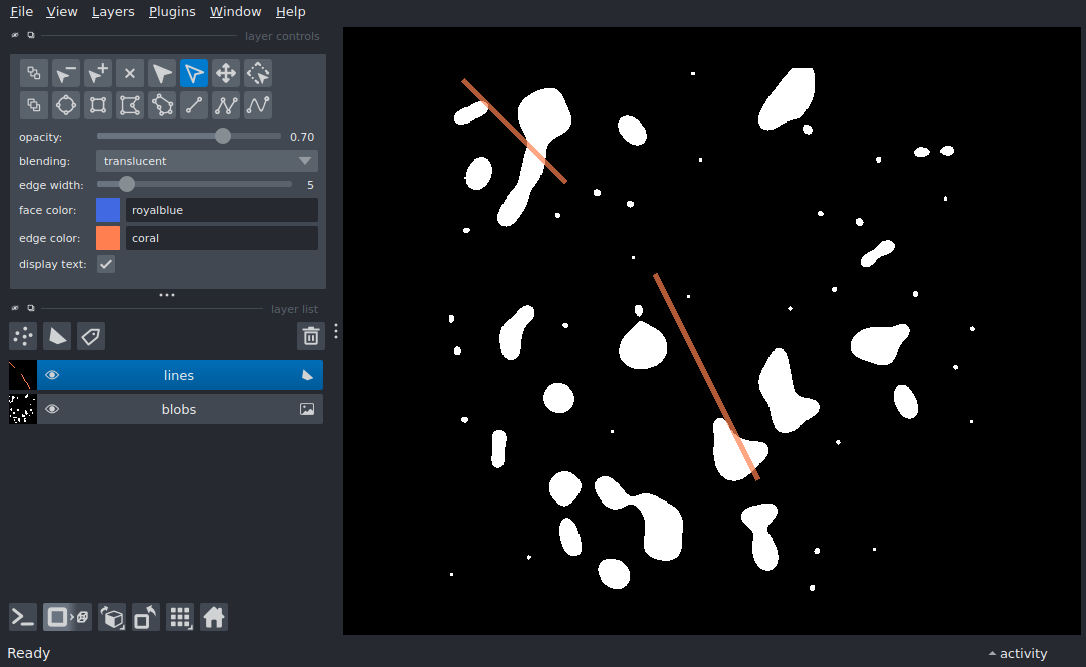 File View Layers Plugins Window Help
layer controls
opacity: 0.70
blending: translucent
edge width: 5
face color: royalblue
edge color: coral
display text:
layer list
lines
blobs
Ready activity